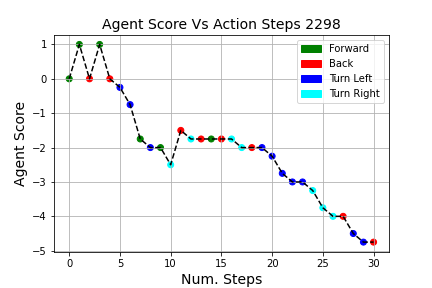 Agent Score Vs Action Steps 2298
Agent Score
1
0
−1
−2
−3
−4
−5
Forward
Back
Turn Left
Turn Right
0 5 10 15 20 25 30
Num. Steps